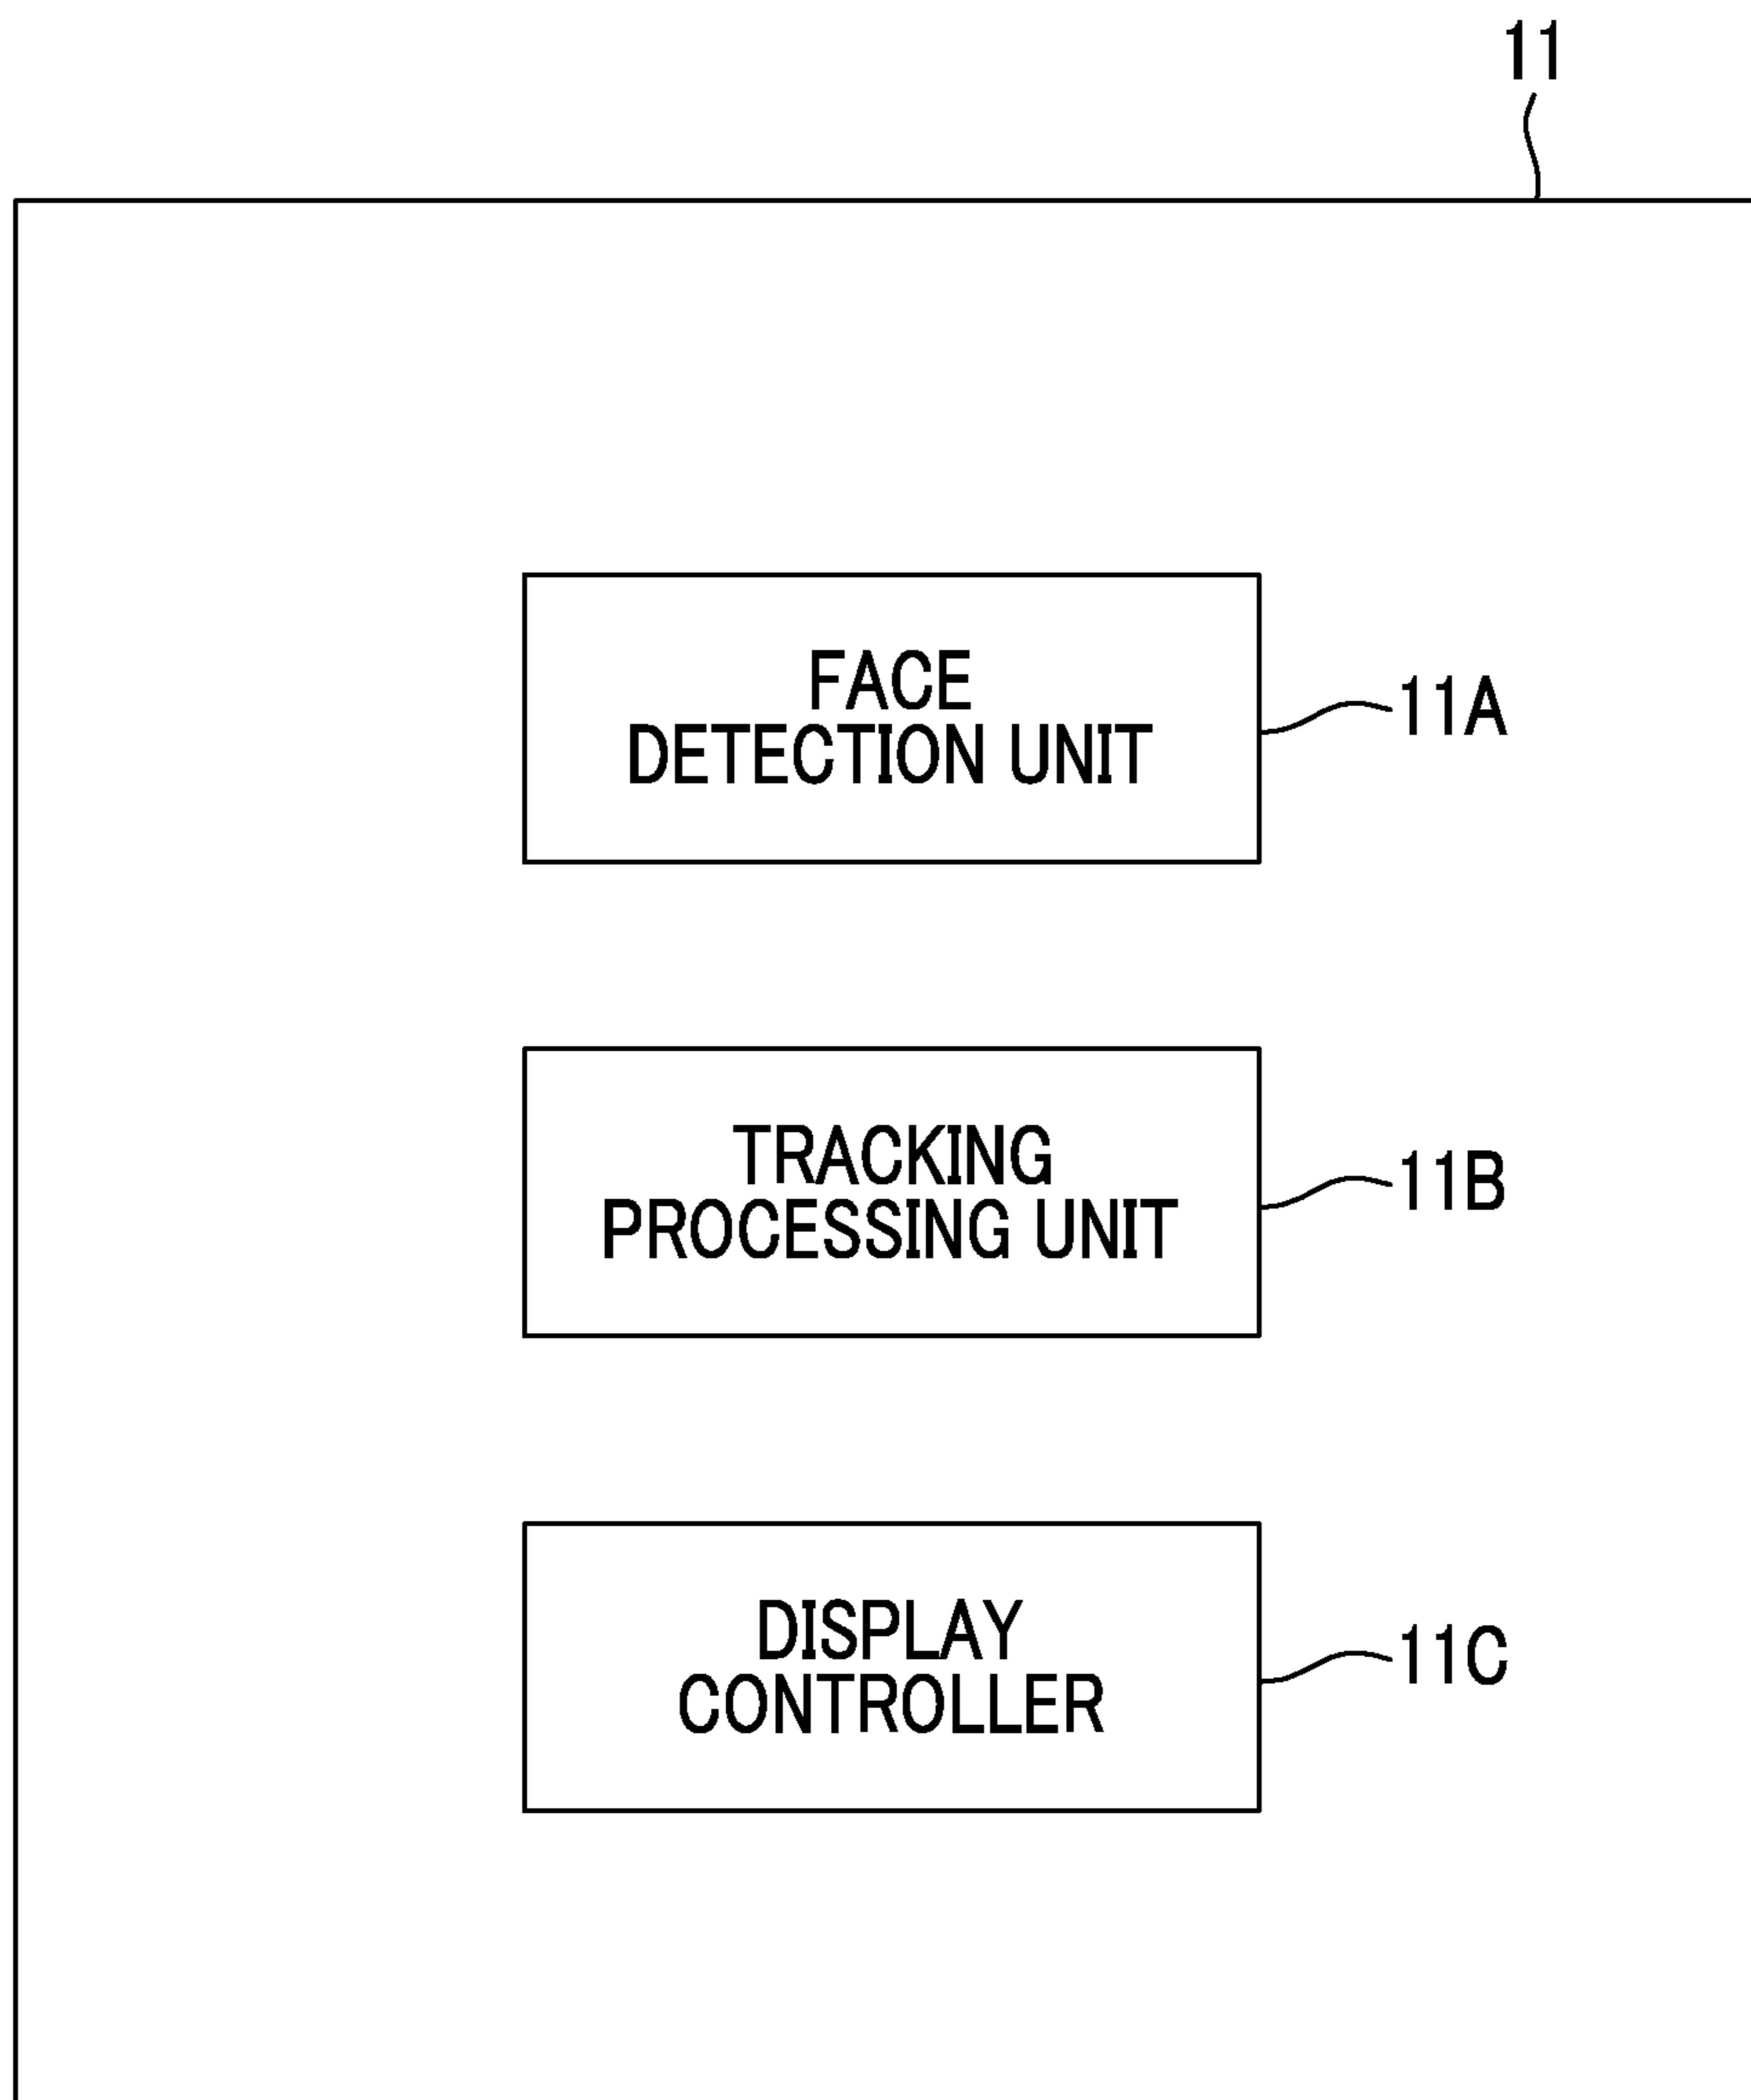 11
FACE
DETECTION UNIT
11A
TRACKING
PROCESSING UNIT
11B
DISPLAY
CONTROLLER
11C